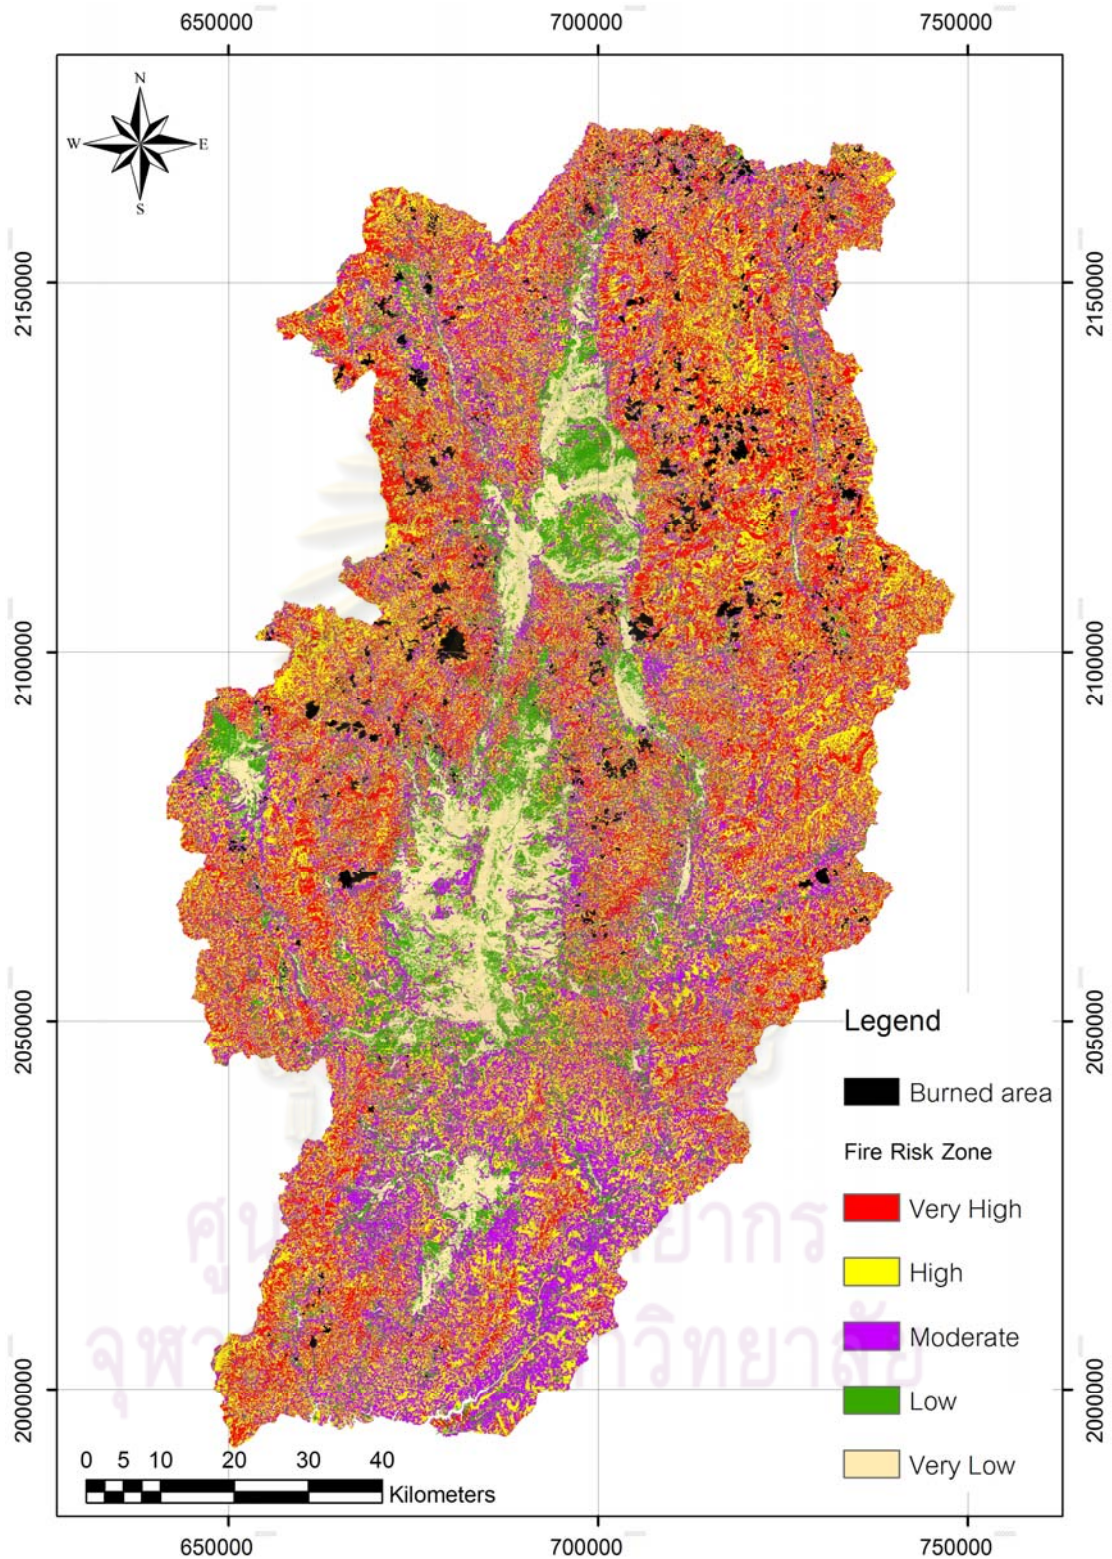 650000 700000 750000
N
W E
S
2150000 2150000
2100000 2100000
2050000 2050000
Legend
Burned area
Fire Risk Zone
Very High
High
Moderate
Low
Very Low
2000000 2000000
0 5 10 20 30 40
Kilometers
650000 700000 750000